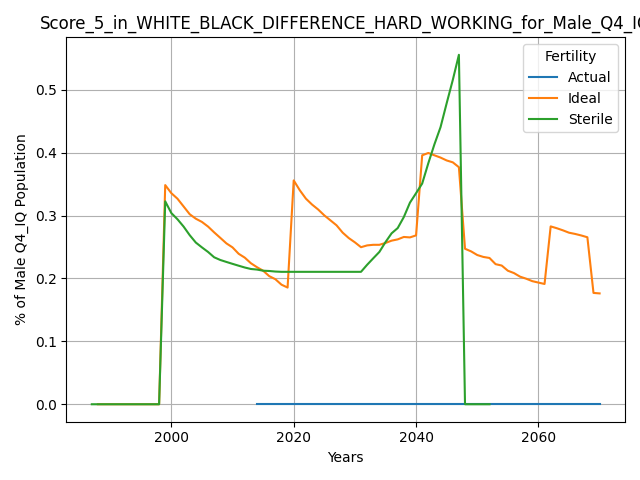 Score_5_in_WHITE_BLACK_DIFFERENCE_HARD_WORKING_for_Male_Q4_IQ
Fertility
Actual
Ideal
Sterile
% of Male Q4_IQ Population
0.5
0.4
0.3
0.2
0.1
0.0
2000
2020
2040
2060
Years